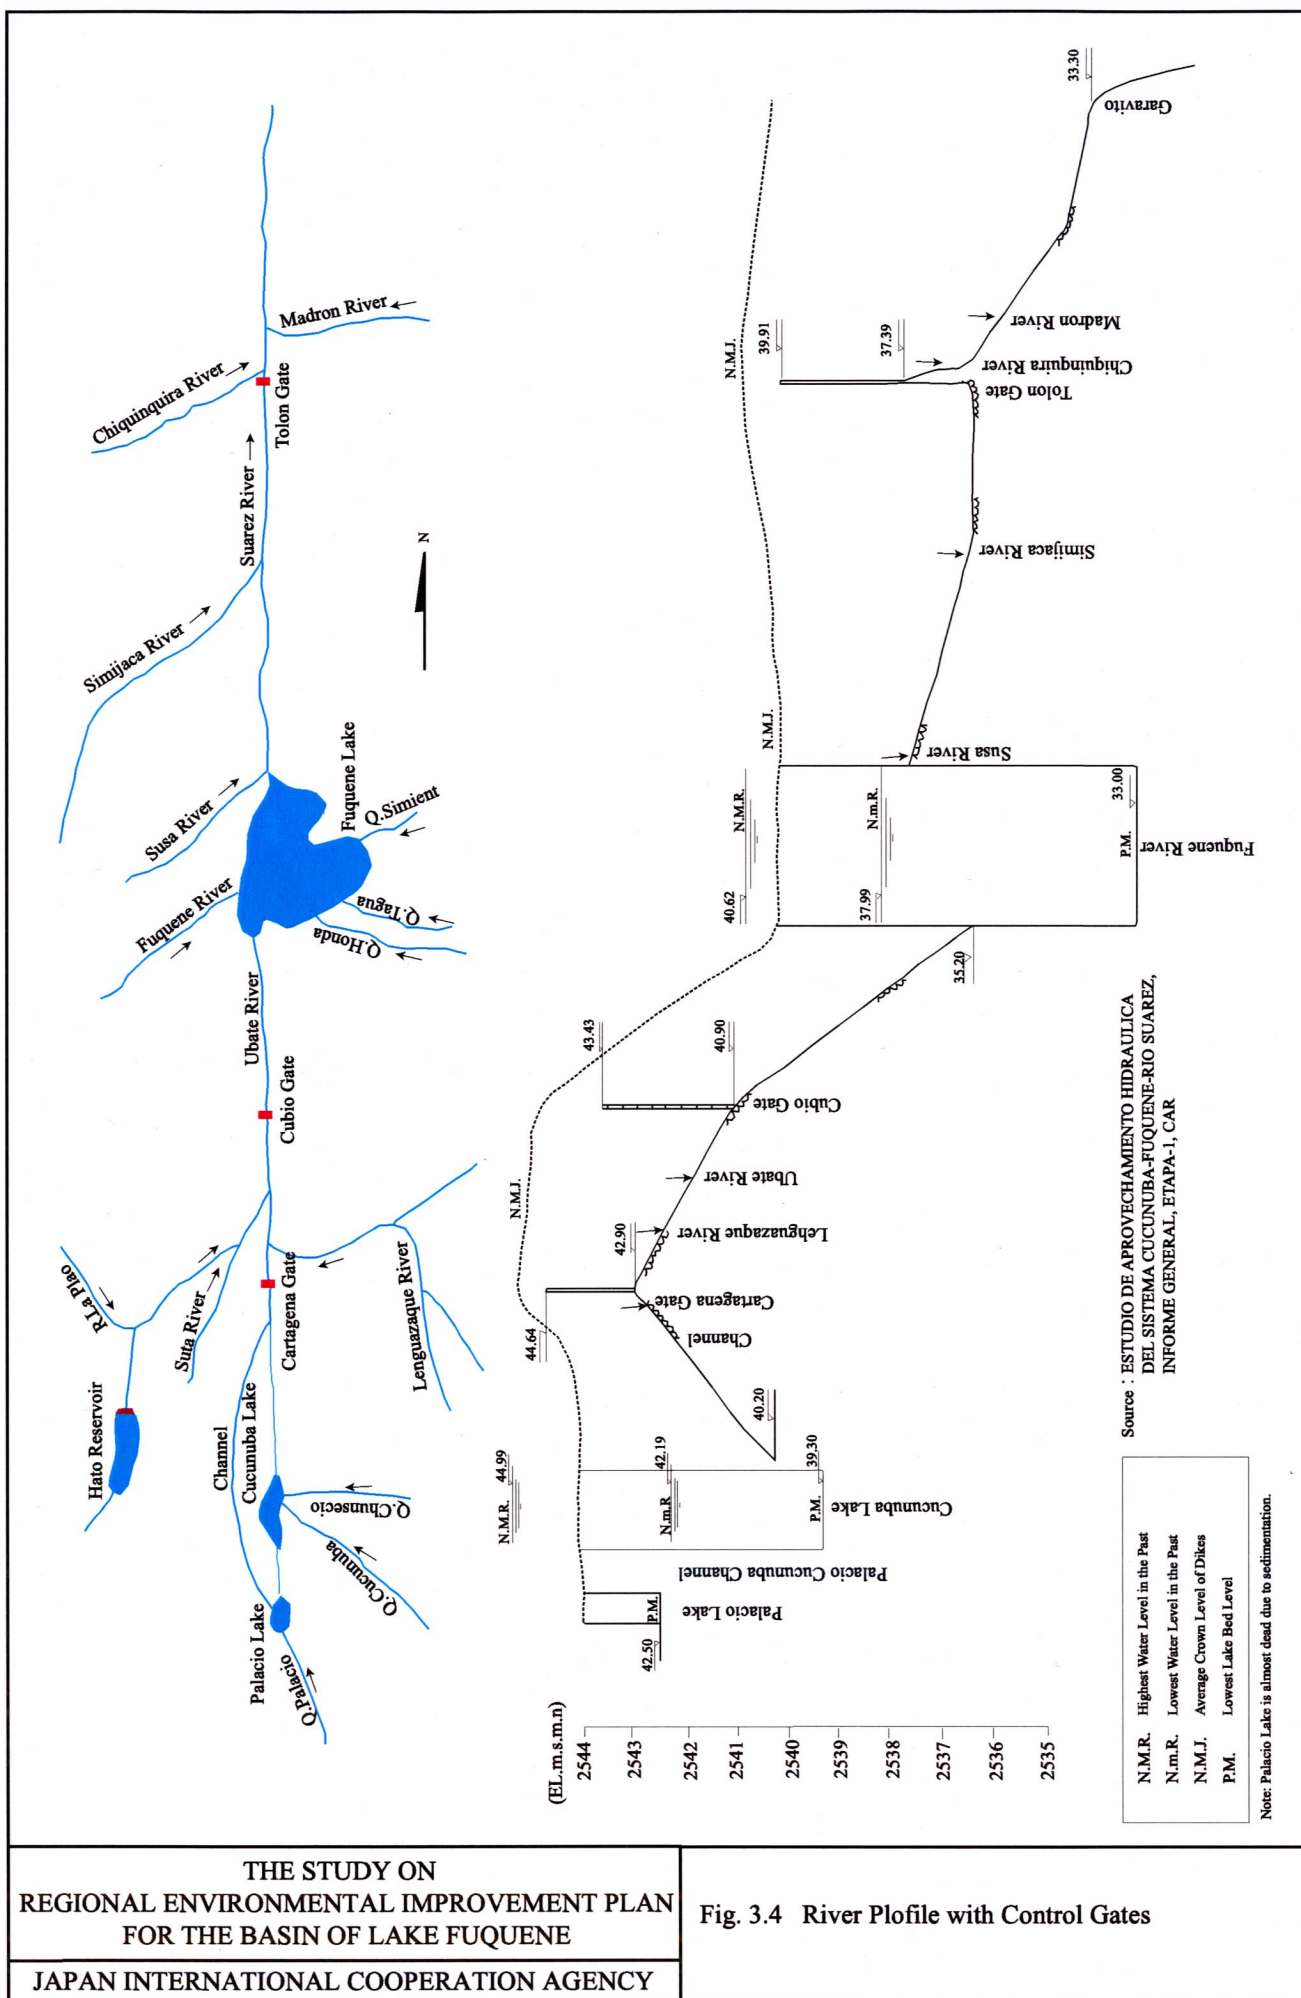 Q.Palacio
Palacio Lake
Q.Cucunuba
Q.Chunsecio
Cucunuba Lake
Channel
Hato Reservoir
R.La Plao
Suta River
Cartagena Gate
Lenguazaque River
Cubio Gate
Ubate River
Fuquene River
Q.Honda
Q.Tagua
Susa River
Fuquene Lake
Q.Simient
Simijaca River
Suarez River
Chiquinquira River
Tolon Gate
Madron River
N
(EL.m.s.m.n)
2544
2543
2542
2541
2540
2539
2538
2537
2536
2535
42.50
P.M.
Palacio Lake
Palacio Cucunuba Channel
N.M.R.
44.99
N.m.R
42.19
P.M.
39.30
Cucunuba Lake
40.20
44.64
Channel
Cartagena Gate
42.90
Lehguazaque River
Ubate River
N.M.J.
43.43
40.90
Cubio Gate
35.20
40.62
N.M.R.
37.99
N.m.R.
P.M.
33.00
Fuquene River
N.M.J.
Susa River
Simijaca River
Tolon Gate
Chiquinquira River
N.M.J.
39.91
37.39
Madron River
33.30
Garavito
N.M.R. Highest Water Level in the Past
N.m.R. Lowest Water Level in the Past
N.M.J. Average Crown Level of Dikes
P.M. Lowest Lake Bed Level
Note: Palacio Lake is almost dead due to sedimentation.
Source : ESTUDIO DE APROVECHAMIENTO HIDRAULICA
DEL SISTEMA CUCUNUBA-FUQUENE-RIO SUAREZ,
INFORME GENERAL, ETAPA-1, CAR
THE STUDY ON
REGIONAL ENVIRONMENTAL IMPROVEMENT PLAN
FOR THE BASIN OF LAKE FUQUENE
JAPAN INTERNATIONAL COOPERATION AGENCY
Fig. 3.4 River Plofile with Control Gates